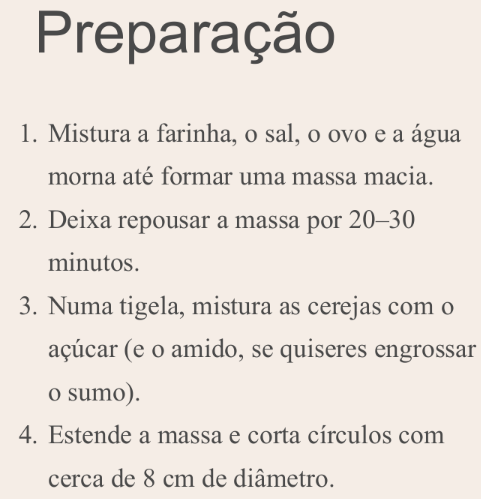 Preparação
1. Mistura a farinha, o sal, o ovo e a água
morna até formar uma massa macia.
2. Deixa repousar a massa por 20–30
minutos.
3. Numa tigela, mistura as cerejas com o
açúcar (e o amido, se quiseres engrossar
o sumo).
4. Estende a massa e corta círculos com
cerca de 8 cm de diâmetro.